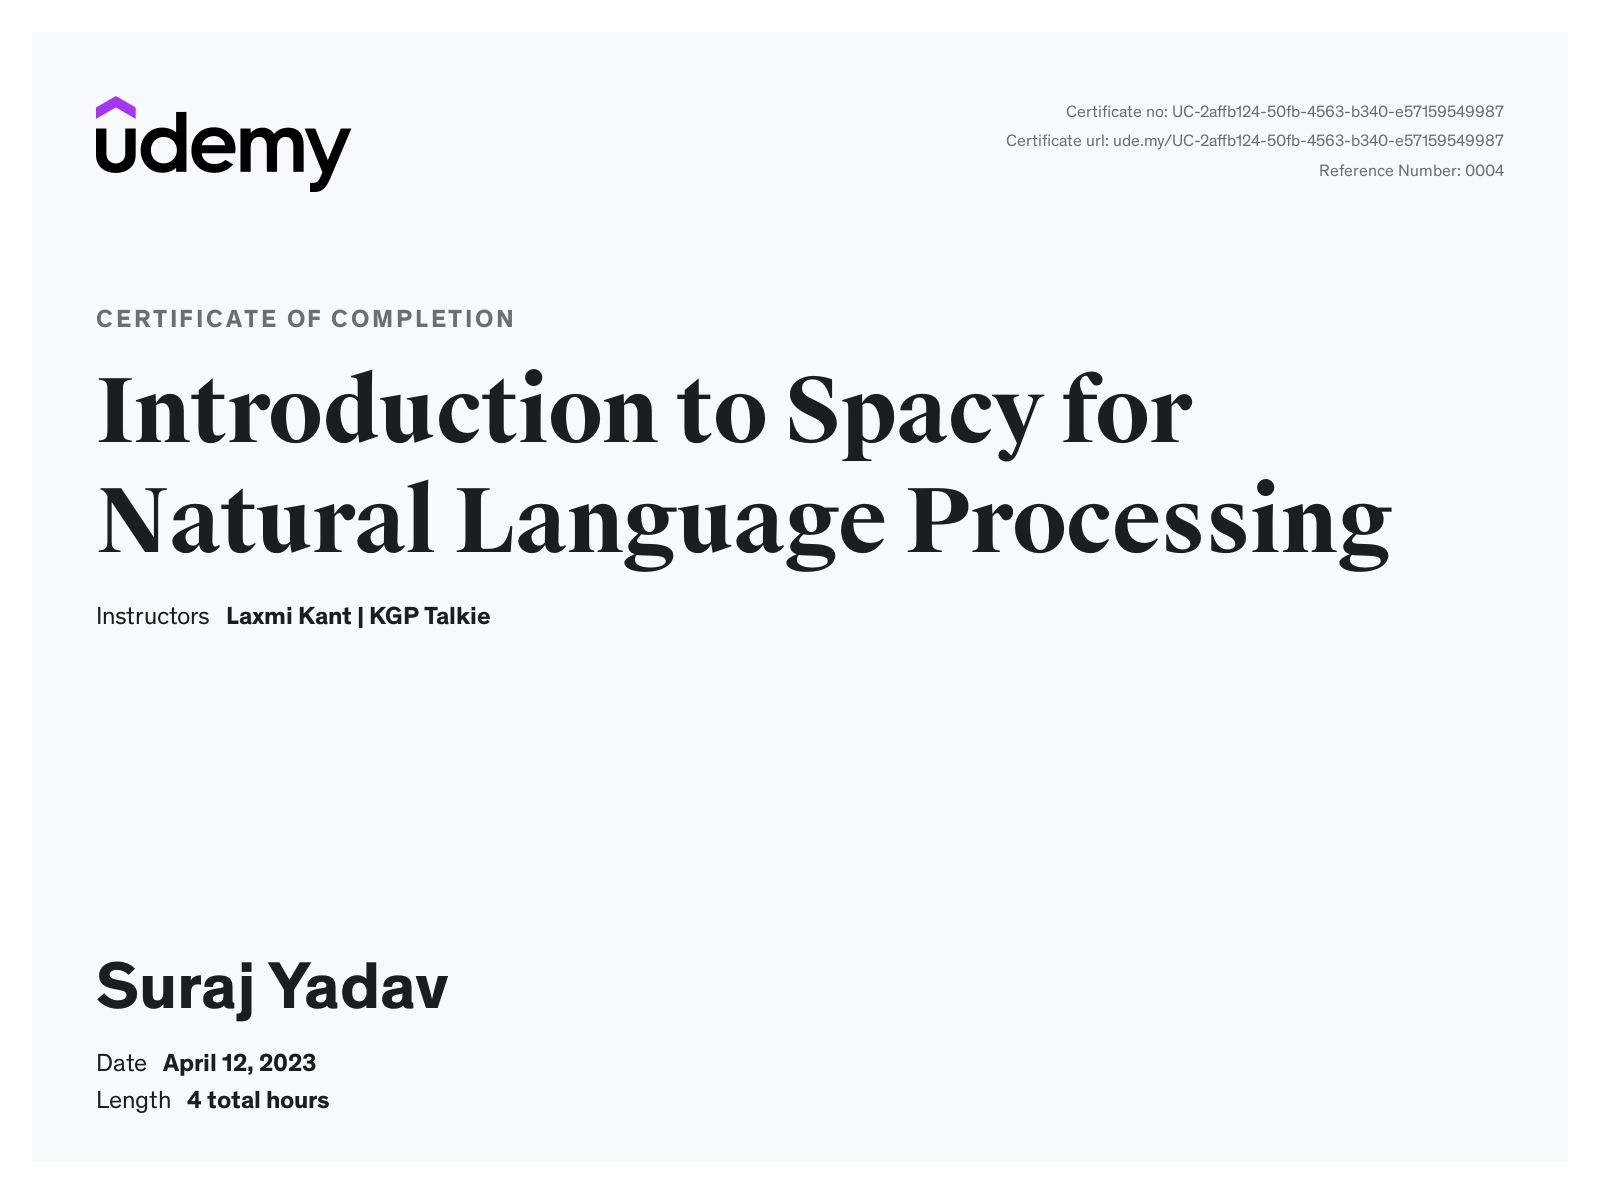 udemy
Certificate no: UC-2affb124-50fb-4563-b340-e57159549987
Certificate url: ude.my/UC-2affb124-50fb-4563-b340-e57159549987
Reference Number: 0004
CERTIFICATE OF COMPLETION
Introduction to Spacy for
Natural Language Processing
Instructors Laxmi Kant | KGP Talkie
Suraj Yadav
Date April 12, 2023
Length 4 total hours